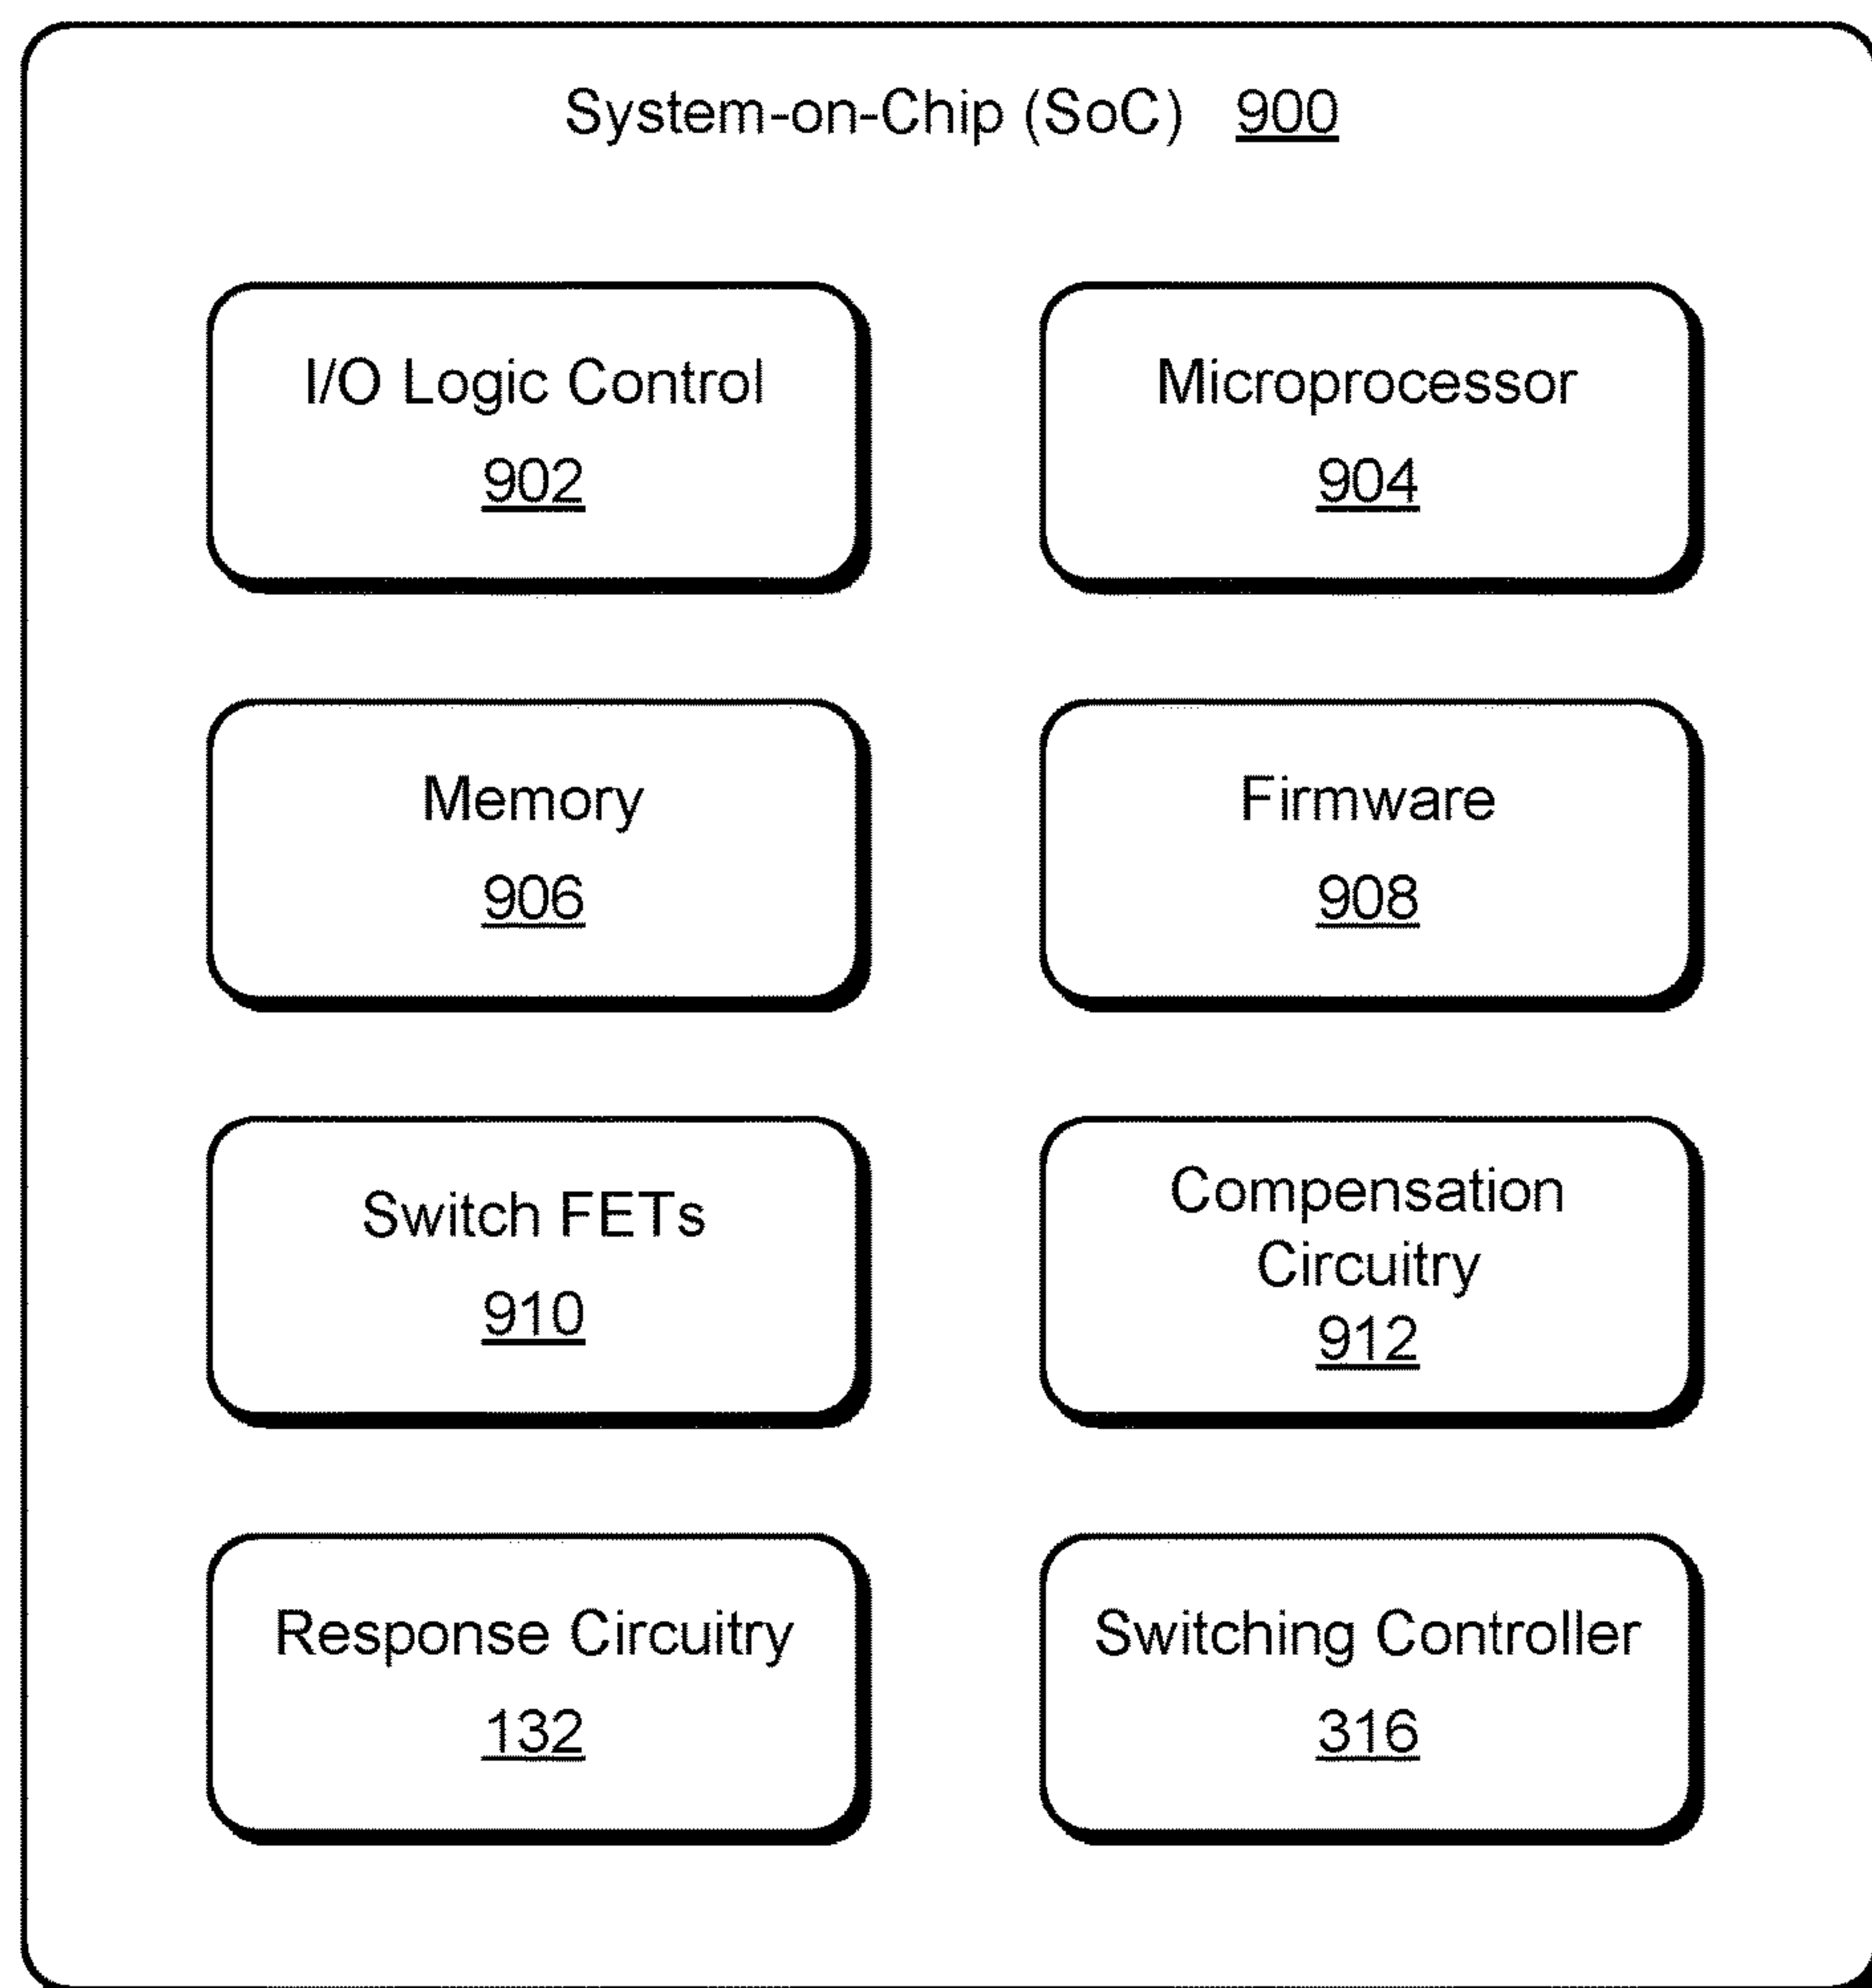 System-on-Chip (SoC) 900
I/O Logic Control
902
Microprocessor
904
Memory
906
Firmware
908
Switch FETs
910
Compensation
Circuitry
912
Response Circuitry
132
Switching Controller
316